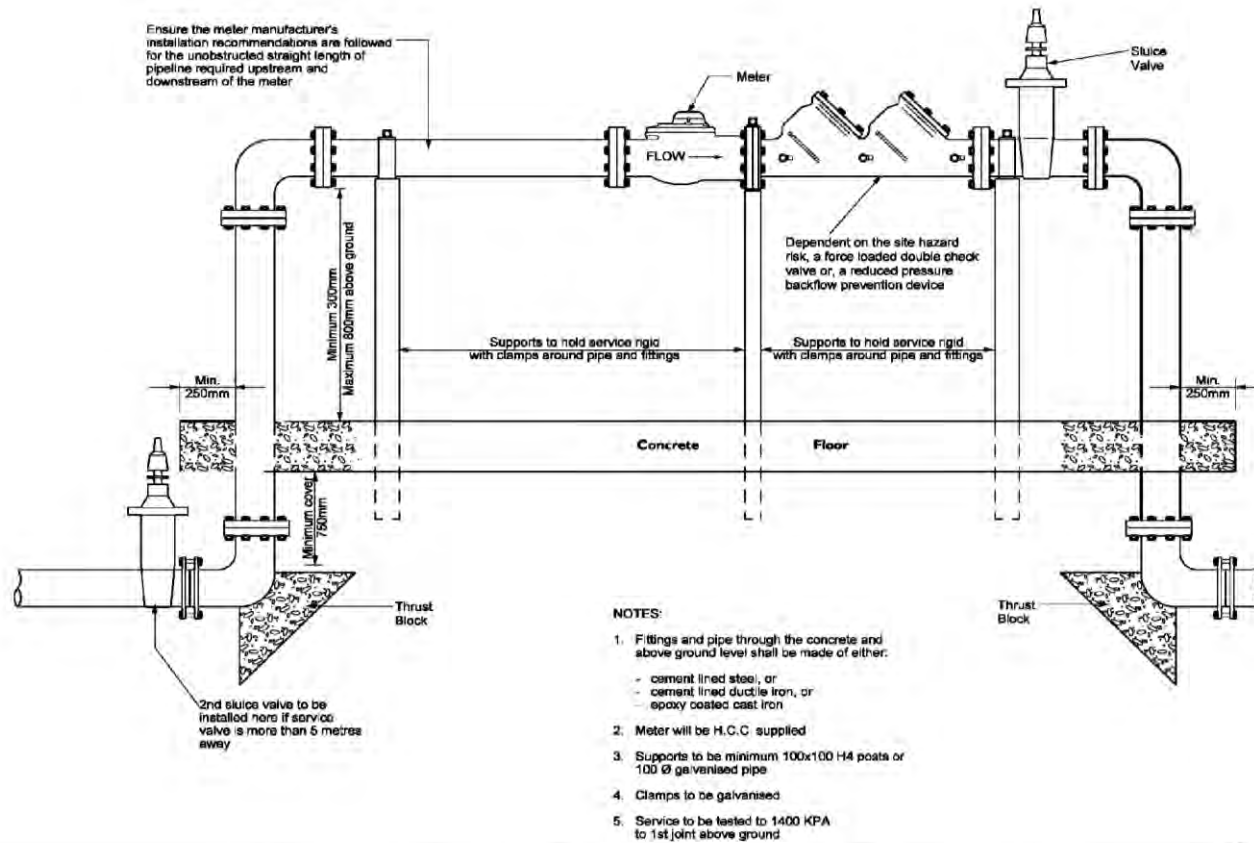 Ensure the meter manufacturer's
installation recommendations are followed
for the unobstructed straight length of
pipeline required upstream and
downstream of the meter
Meter
Sluice
Valve
FLOW
Dependent on the site hazard
risk, a force loaded double check
valve or, a reduced pressure
backflow prevention device
Minimum 300mm
Maximum 800mm above ground
Supports to hold service rigid
with clamps around pipe and fittings
Supports to hold service rigid
with clamps around pipe and fittings
Min.
250mm
Min.
250mm
Concrete Floor
Minimum cover
750mm
Thrust
Block
Thrust
Block
2nd sluice valve to be
installed here if service
valve is more than 5 metres
away
NOTES:
1. Fittings and pipe through the concrete and
above ground level shall be made of either:
- cement lined steel, or
- cement lined ductile iron, or
- epoxy coated cast iron
2. Meter will be H.C.C supplied
3. Supports to be minimum 100x100 H4 posts or
100 Ø galvanised pipe
4. Clamps to be galvanised
5. Service to be tested to 1400 KPA
to 1st joint above ground